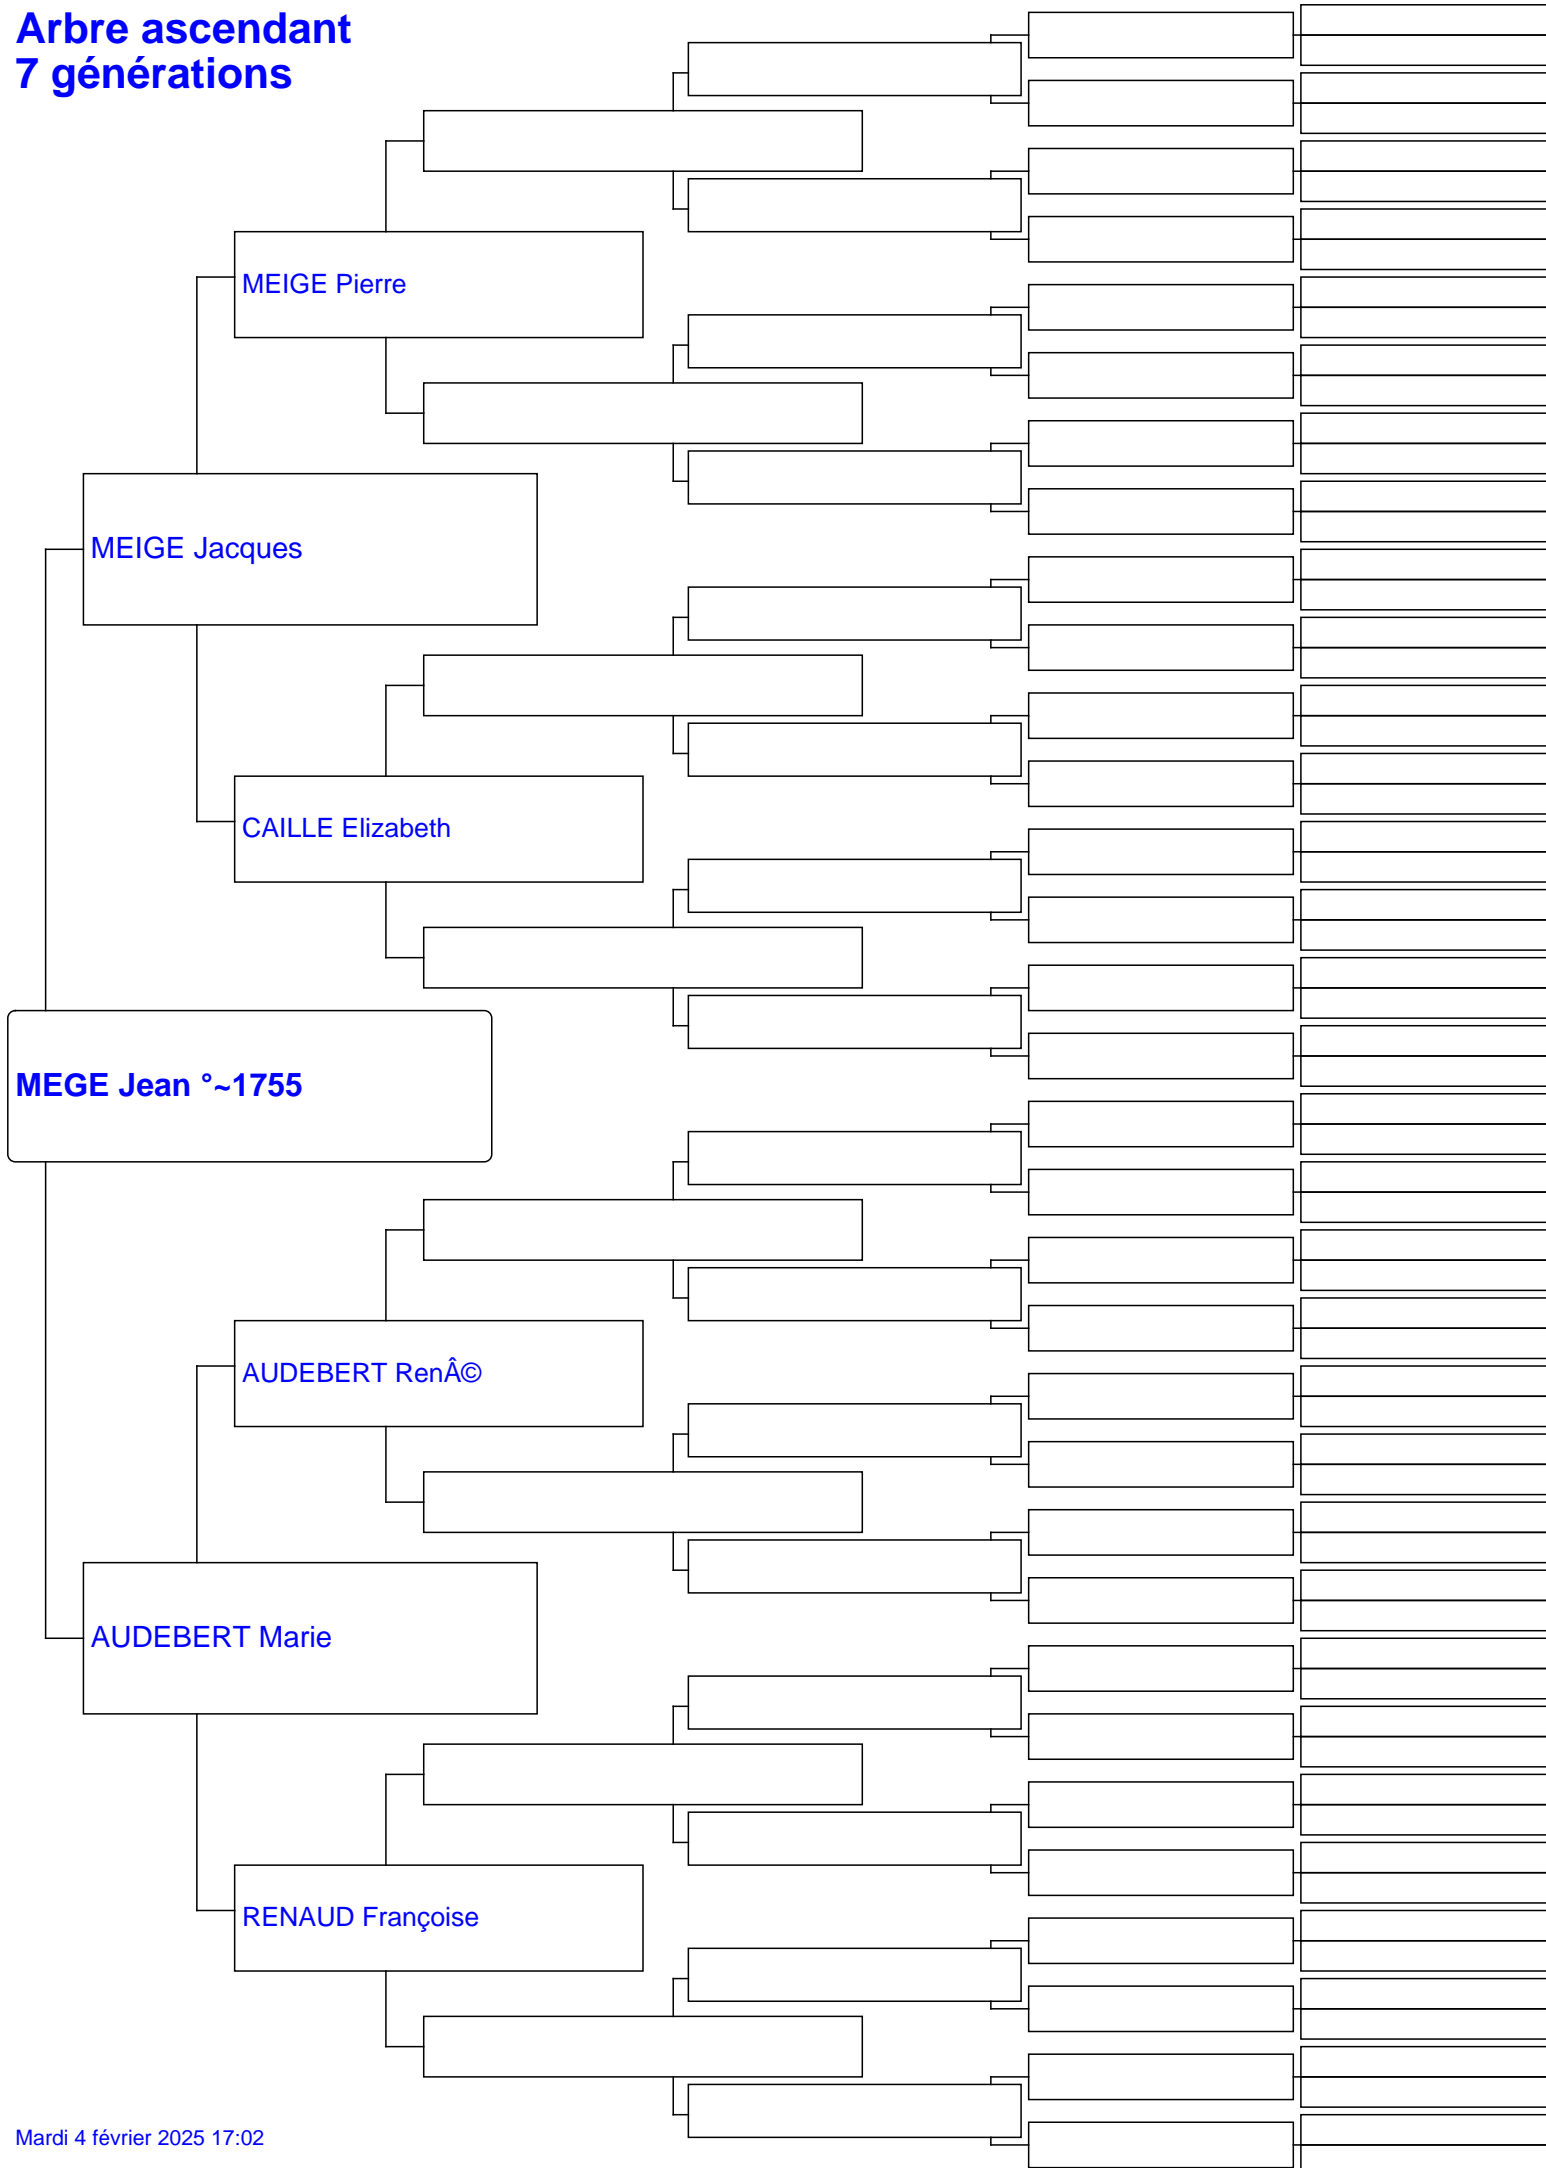 Arbre ascendant
7 générations
MEIGE Pierre
MEIGE Jacques
CAILLE Elizabeth
MEGE Jean °~1755
AUDEBERT RenÃ©
AUDEBERT Marie
RENAUD Françoise
Mardi 4 février 2025 17:02